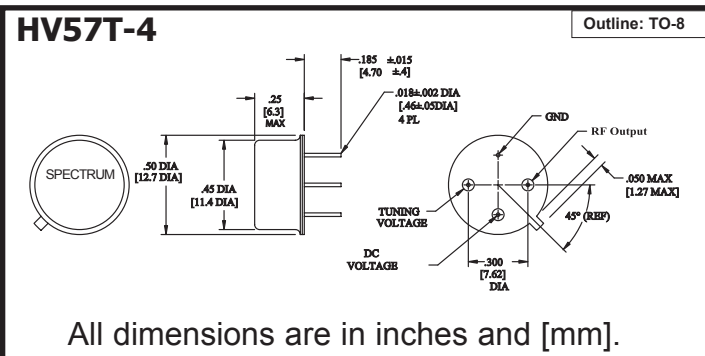 HV57T-4
Outline: TO-8
.185 ±.015
[4.70 ±.4]
.018±.002 DIA
[.46±.05DIA]
4 PL
.25
[6.3]
MAX
GND
RF Output
SPECTRUM
.50 DIA
[12.7 DIA]
.45 DIA
[11.4 DIA]
.050 MAX
[1.27 MAX]
TUNING
VOLTAGE
45° (REF)
DC
VOLTAGE
.300
[7.62]
DIA
All dimensions are in inches and [mm].